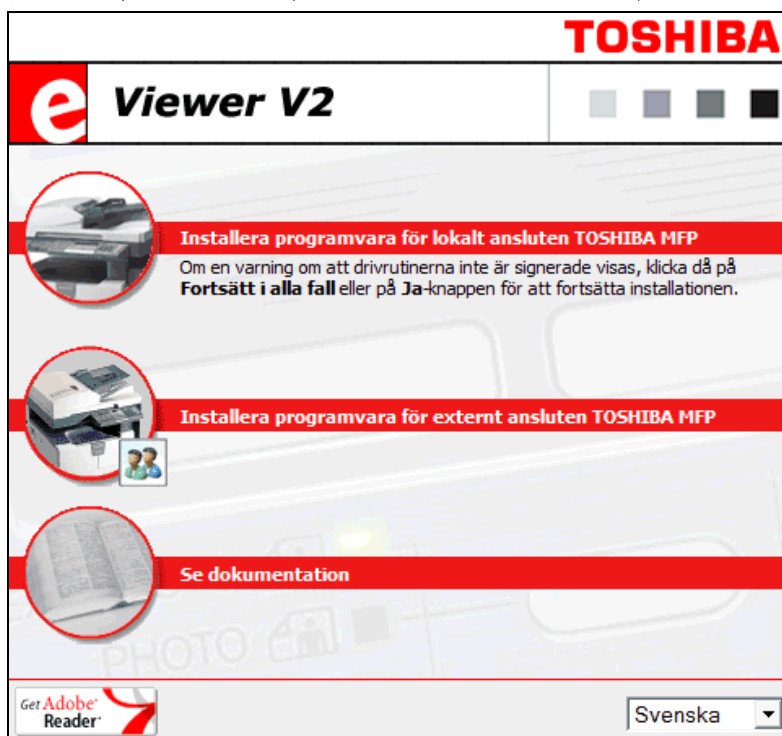 TOSHIBA
e Viewer V2
Installera programvara för lokalt ansluten TOSHIBA MFP
Om en varning om att drivrutinerna inte är signerade visas, klicka då på
Fortsätt i alla fall eller på Ja-knappen för att fortsätta installationen.
Installera programvara för externt ansluten TOSHIBA MFP
Se dokumentation
PHOTO
Get Adobe®
Reader®
Svenska